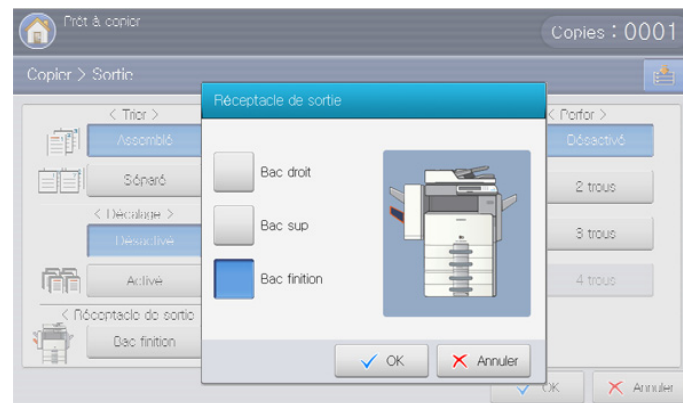 Prêt à copier
Copies : 0001
Copier > Sortie
Réceptacle de sortie
< Trier >
Assemblé
Séparé
< Décalage >
Désactivé
Activé
< Réceptacle de sortie
Bac finition
Bac droit
Bac sup
Bac finition
OK
Annuler
< Perfor >
Désactivé
2 trous
3 trous
4 trous
OK
Annuler